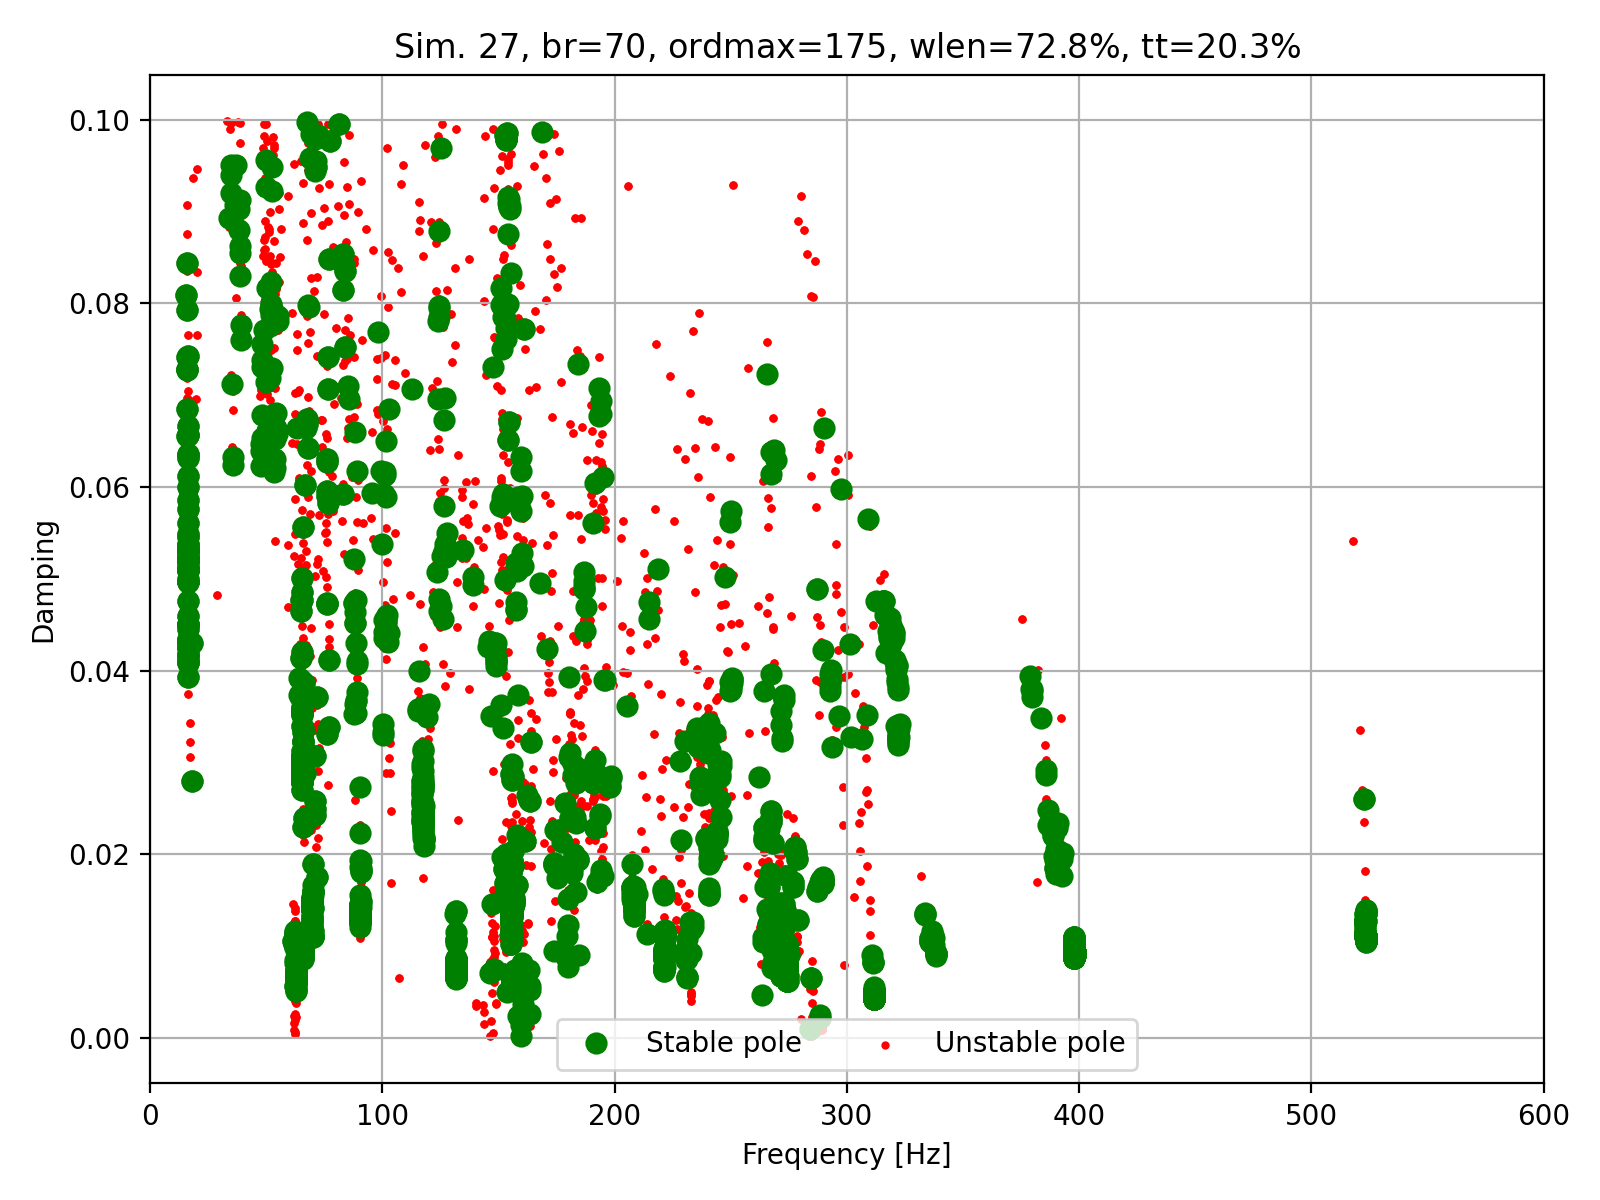 Sim. 27, br=70, ordmax=175, wlen=72.8%, tt=20.3%
0.10
0.08
0.06
0.04
0.02
0.00
Damping
Stable pole
Unstable pole
0
100
200
300
400
500
600
Frequency [Hz]